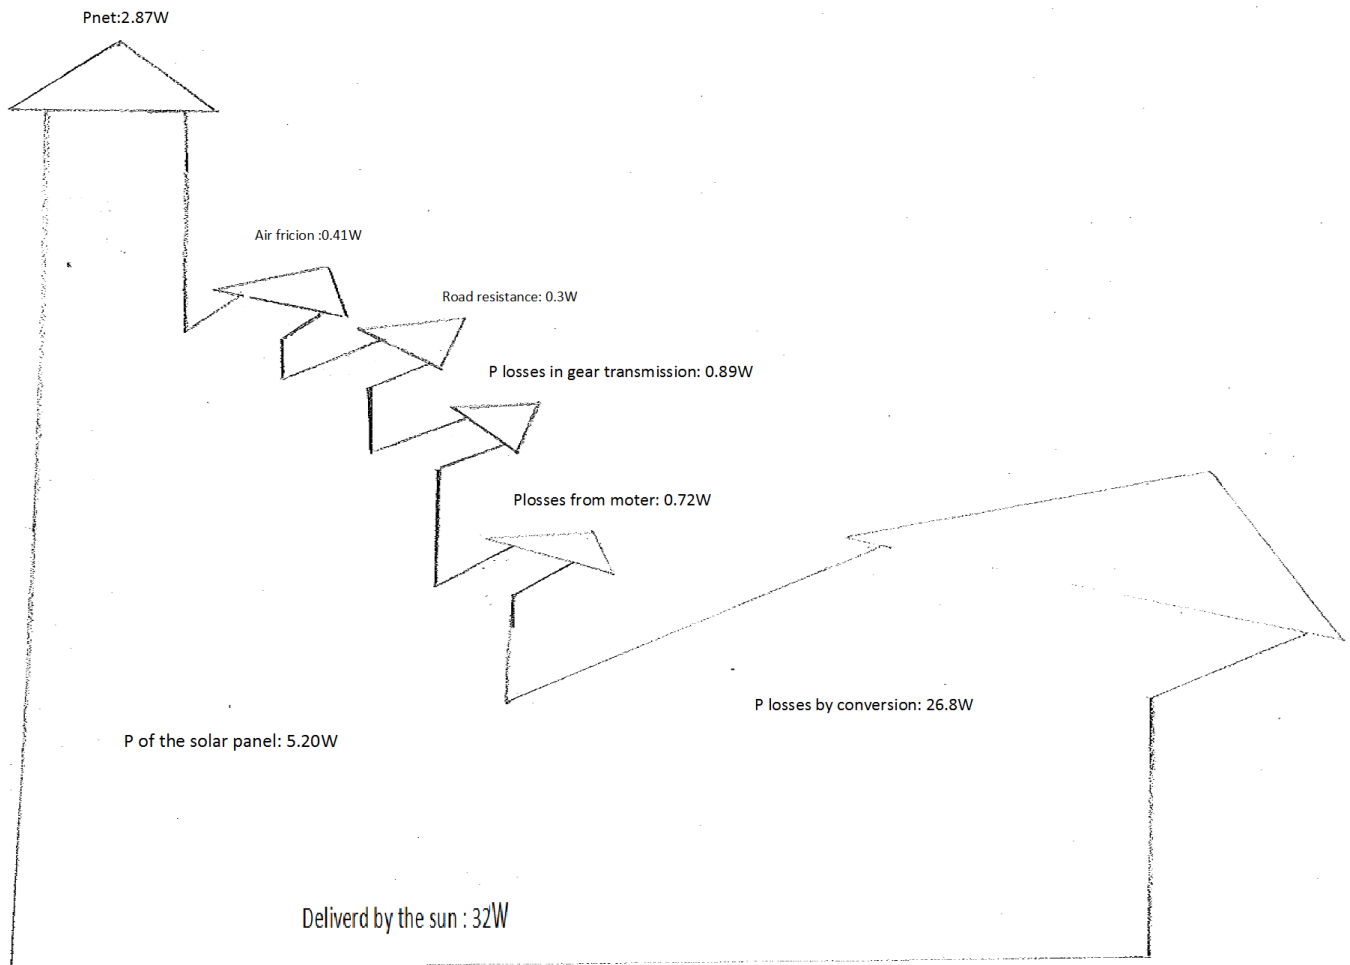 Pnet:2.87W
Air fricion :0.41W
Road resistance: 0.3W
P losses in gear transmission: 0.89W
Plosses from moter: 0.72W
P losses by conversion: 26.8W
P of the solar panel: 5.20W
Deliverd by the sun : 32W